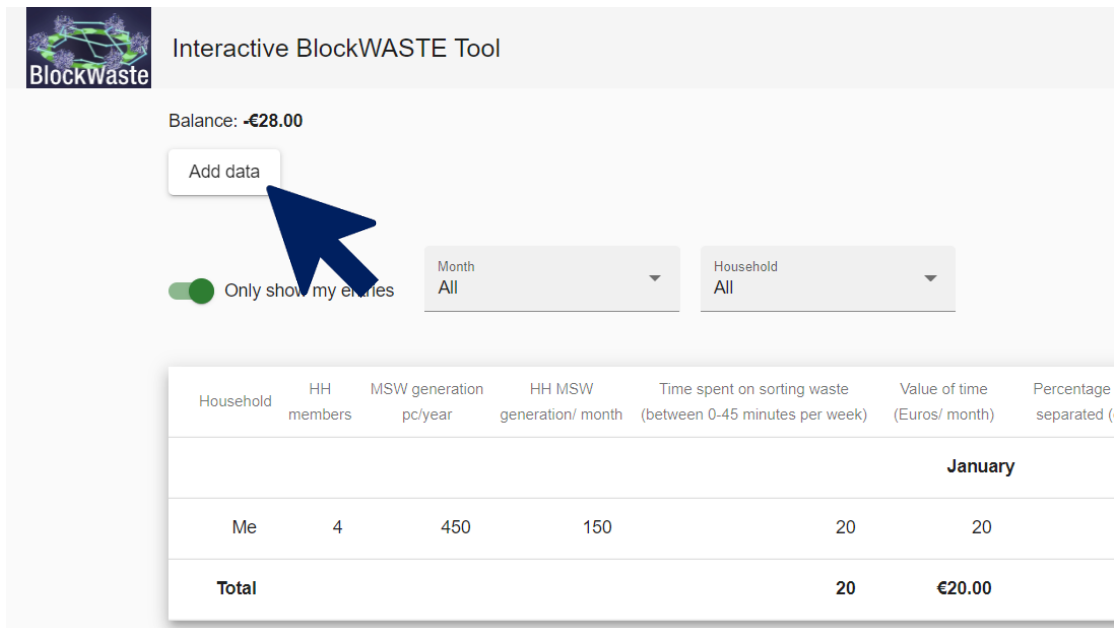 BlockWaste
Interactive BlockWASTE Tool
Balance: -€28.00
Add data
Only show my entries
Month
All
Household
All
Household
HH
members
MSW generation
pc/year
HH MSW
generation/ month
Time spent on sorting waste
(between 0-45 minutes per week)
Value of time
(Euros/ month)
Percentage
separated (
January
Me 4 450 150 20 20
Total 20 €20.00